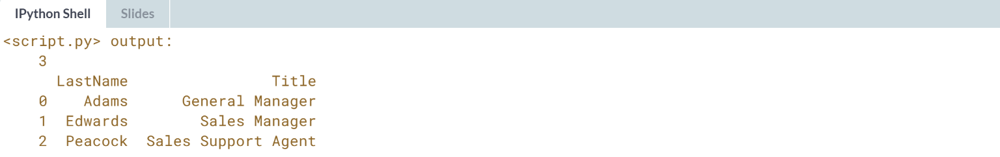 IPython Shell Slides
<script.py> output:
    3
      LastName                Title
    0    Adams      General Manager
    1  Edwards        Sales Manager
    2  Peacock  Sales Support Agent